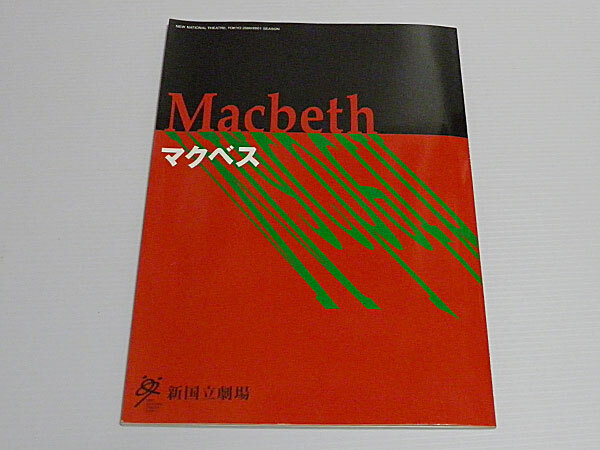 NEW NATIONAL THEATRE, TOKYO 2000/2001 SEASON
Macbeth
マクベス
新国立劇場